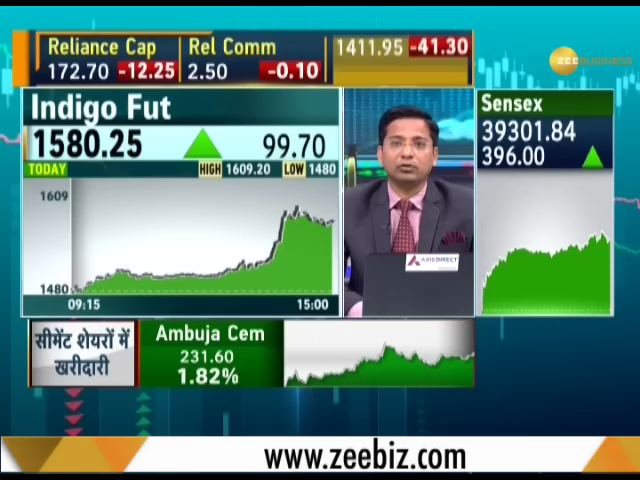 Reliance Cap
172.70 -12.25
Rel Comm
2.50 -0.10
1411.95 -41.30
ZEE BUSINESS
Indigo Fut
1580.25 99.70
TODAY HIGH 1609.20 LOW 1480
1609
1480
09:15 15:00
AXIS DIRECT
Sensex
39301.84
396.00
सीमेंट शेयरों में
खरीदारी
Ambuja Cem
231.60
1.82%
www.zeebiz.com